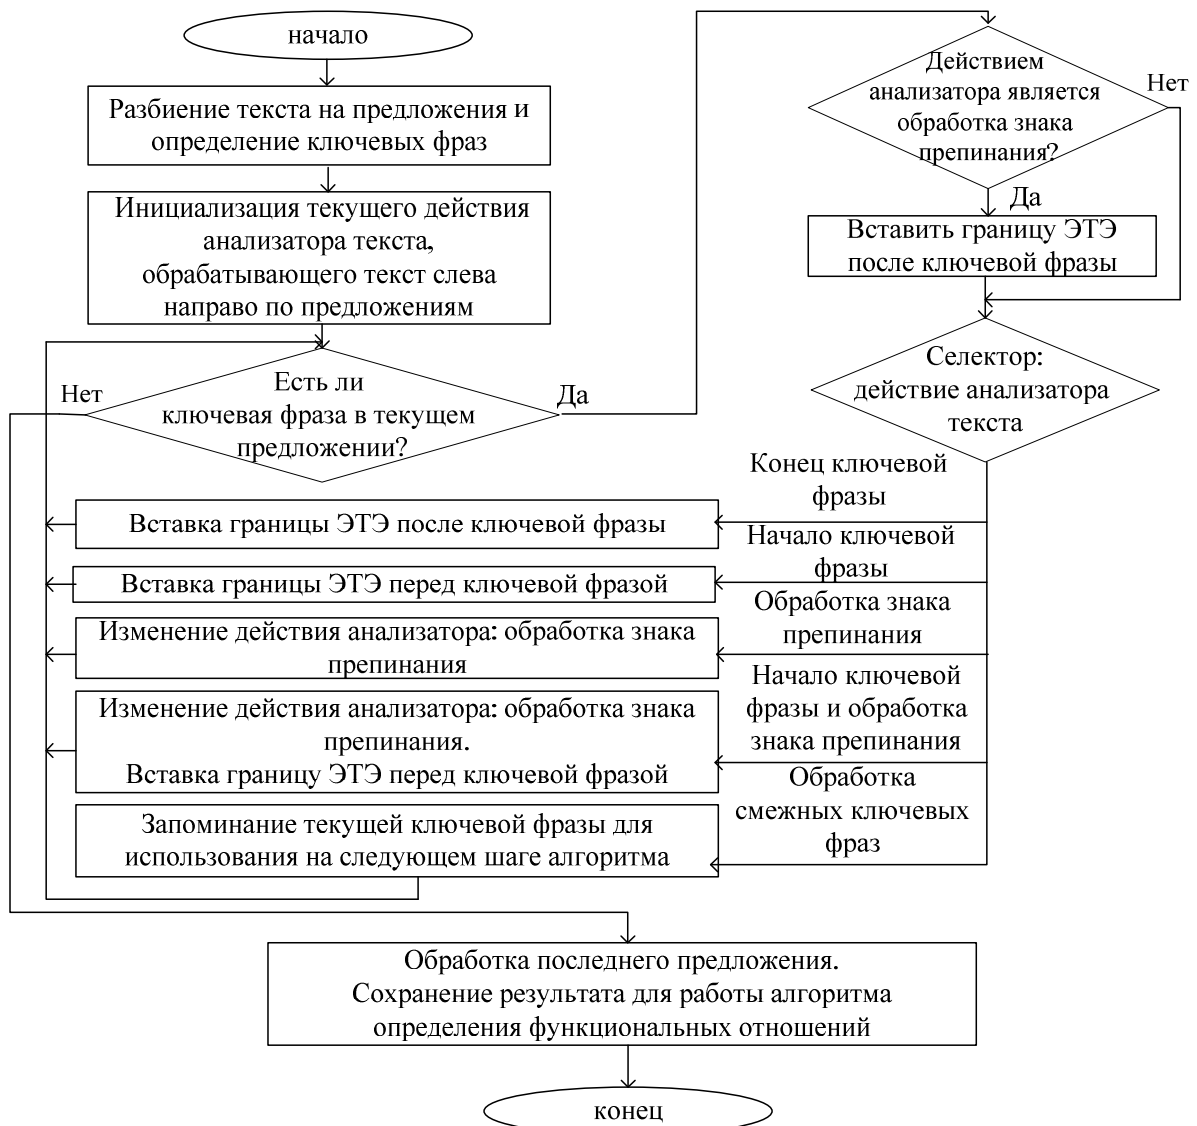 начало
Разбиение текста на предложения и
определение ключевых фраз
Инициализация текущего действия
анализатора текста,
обрабатывающего текст слева
направо по предложениям
Нет
Есть ли
ключевая фраза в текущем
предложении?
Да
Действием
анализатора является
обработка знака
препинания?
Нет
Да
Вставить границу ЭТЭ
после ключевой фразы
Селектор:
действие анализатора
текста
Конец ключевой
фразы
Вставка границы ЭТЭ после ключевой фразы
Начало ключевой
фразы
Вставка границы ЭТЭ перед ключевой фразой
Обработка знака
препинания
Изменение действия анализатора: обработка знака
препинания
Начало ключевой
фразы и обработка
знака препинания
Изменение действия анализатора: обработка знака
препинания.
Вставка границу ЭТЭ перед ключевой фразой
Обработка
смежных ключевых
фраз
Запоминание текущей ключевой фразы для
использования на следующем шаге алгоритма
Обработка последнего предложения.
Сохранение результата для работы алгоритма
определения функциональных отношений
конец